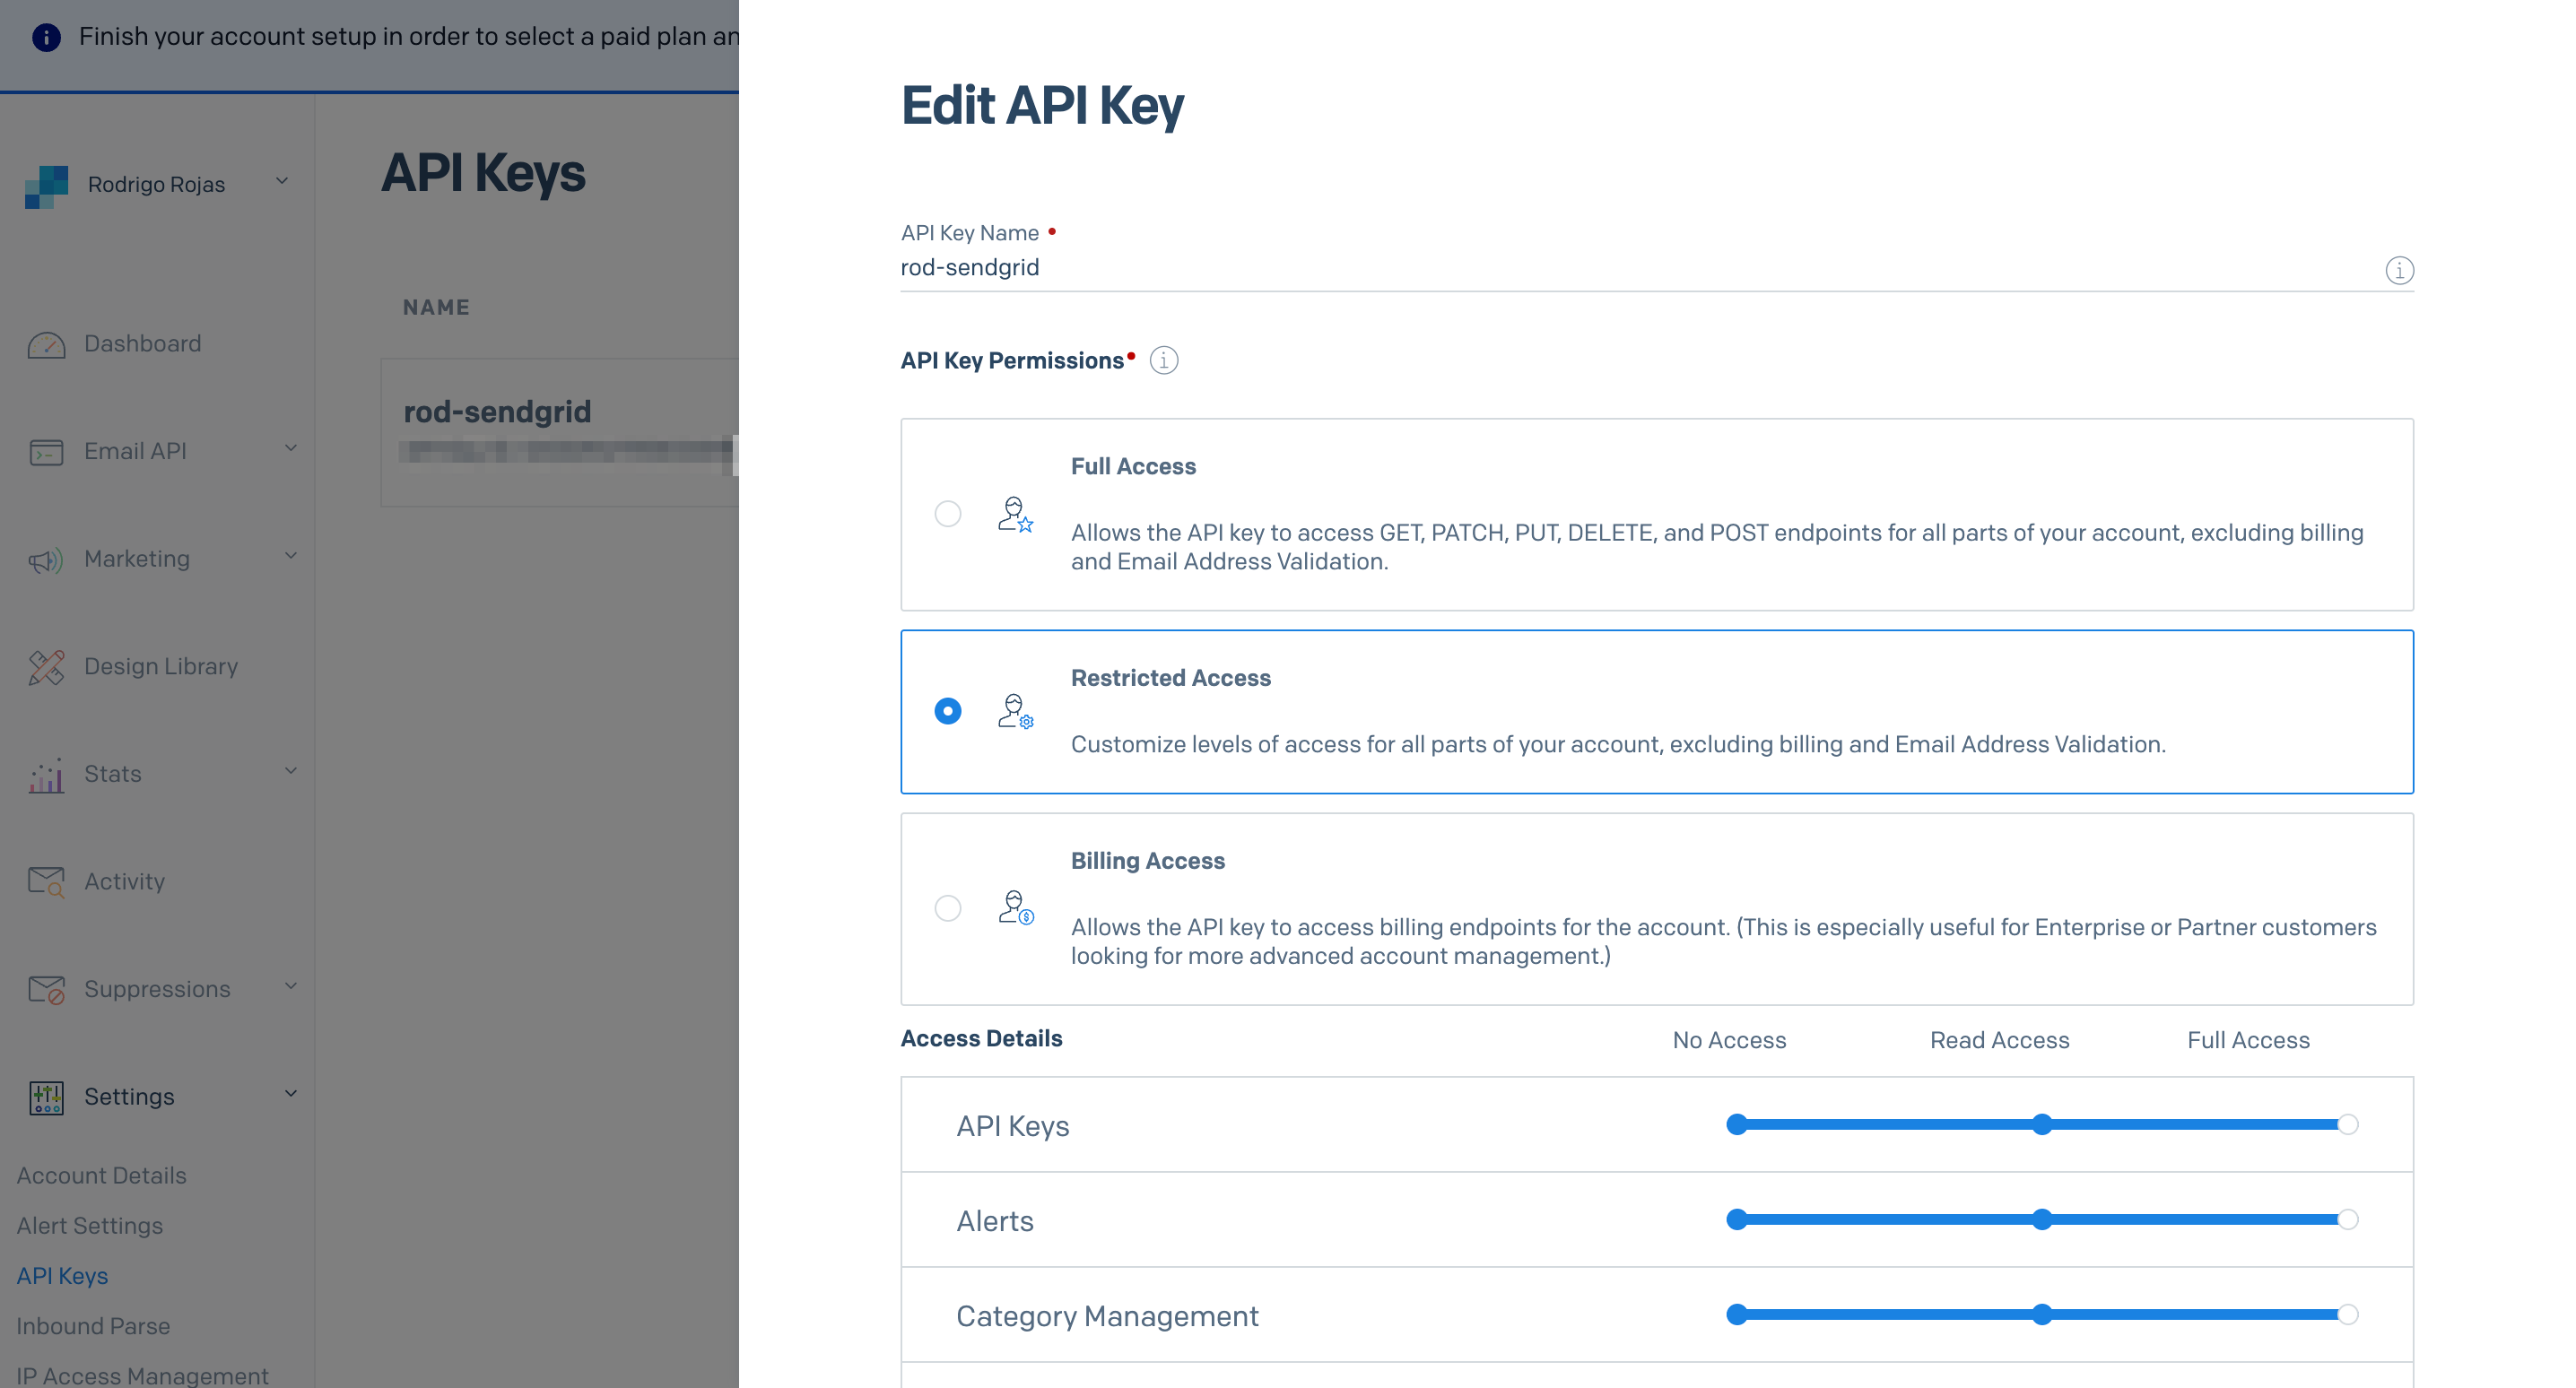 Finish your account setup in order to select a paid plan an
Rodrigo Rojas
Dashboard
Email API
Marketing
Design Library
Stats
Activity
Suppressions
Settings
Account Details
Alert Settings
API Keys
Inbound Parse
IP Access Management
API Keys
NAME
rod-sendgrid
Edit API Key
API Key Name
rod-sendgrid
API Key Permissions
Full Access
Allows the API key to access GET, PATCH, PUT, DELETE, and POST endpoints for all parts of your account, excluding billing
and Email Address Validation.
Restricted Access
Customize levels of access for all parts of your account, excluding billing and Email Address Validation.
Billing Access
Allows the API key to access billing endpoints for the account. (This is especially useful for Enterprise or Partner customers
looking for more advanced account management.)
Access Details No Access Read Access Full Access
API Keys
Alerts
Category Management